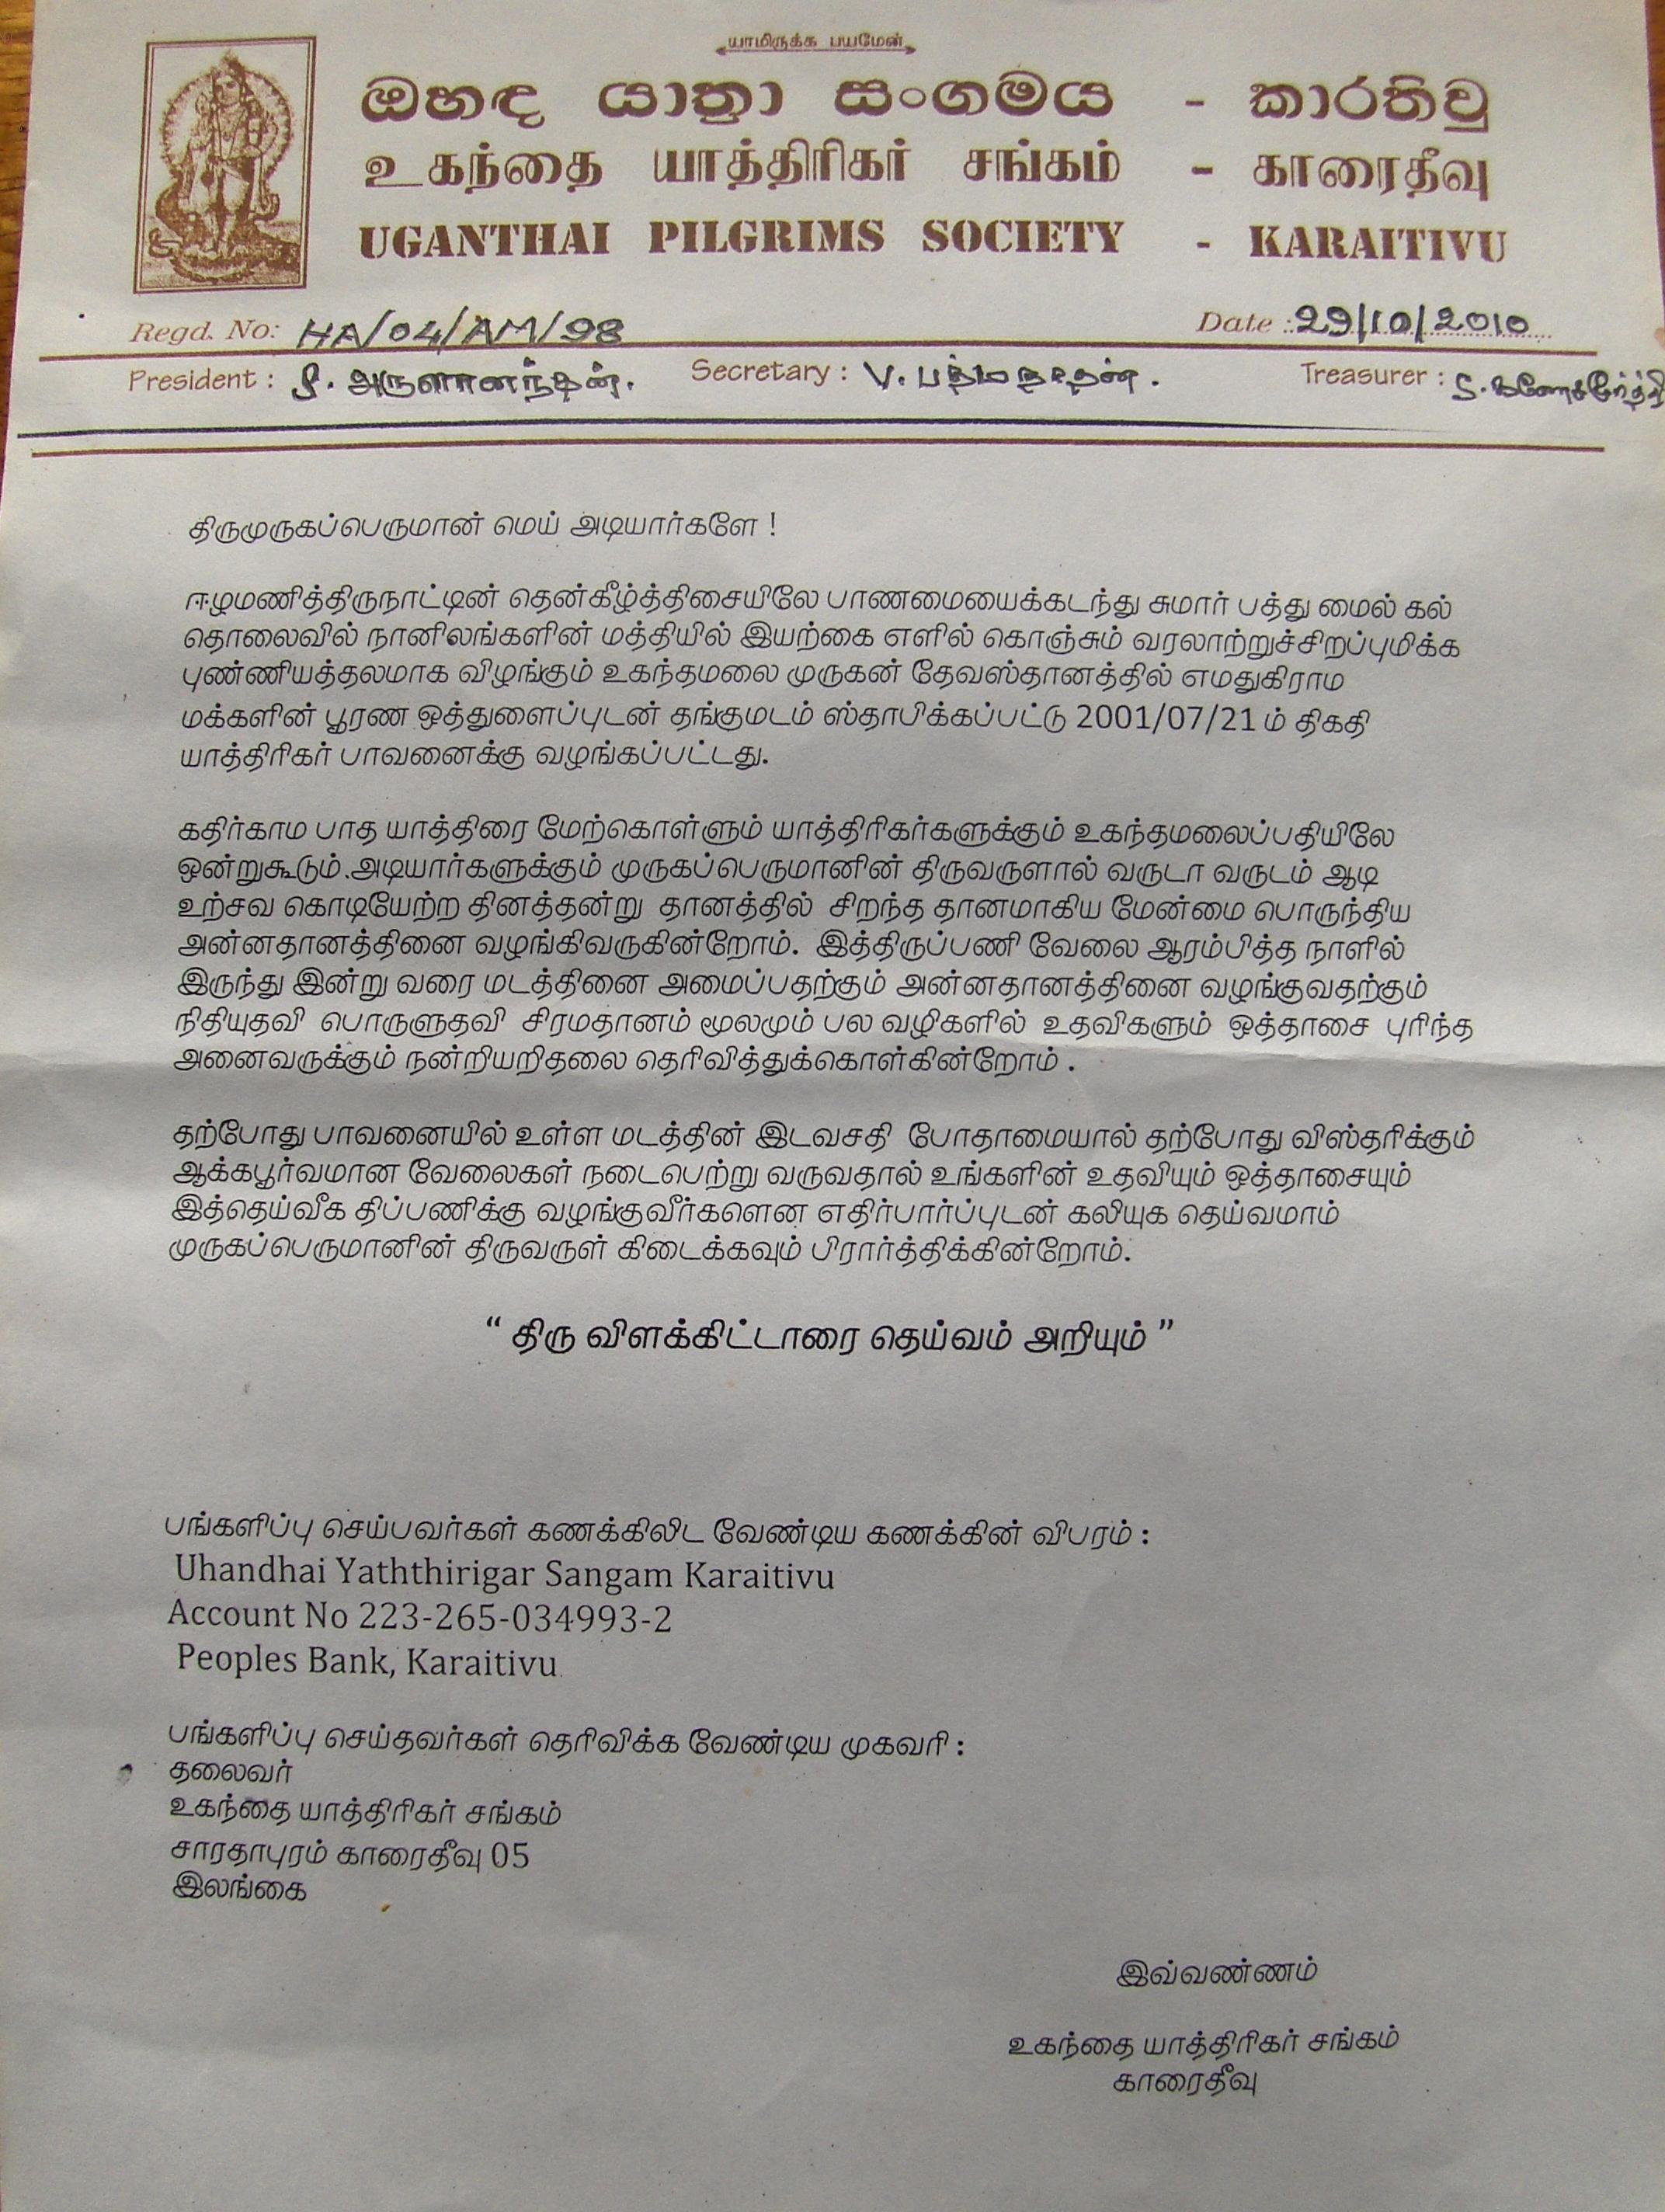 யாமிருக்க பயமேன்
ඔහඳ යාත්‍රා සංගමය - කාරතිවු
உகந்தை யாத்திரிகர் சங்கம் - காரைதீவு
UGANTHAI PILGRIMS SOCIETY - KARAITIVU
Regd. No: HA/04/AM/98 Date : 29/10/2010
President : S. அருளானந்தன். Secretary : V. பத்மநாதன். Treasurer :
திருமுருகப்பெருமான் மெய் அடியார்களே !
ஈழமணித்திருநாட்டின் தென்கீழ்த்திசையிலே பாணமையைக்கடந்து சுமார் பத்து மைல் கல்
தொலைவில் நானிலங்களின் மத்தியில் இயற்கை எளில் கொஞ்சும் வரலாற்றுச்சிறப்புமிக்க
புண்ணியத்தலமாக விழங்கும் உகந்தமலை முருகன் தேவஸ்தானத்தில் எமதுகிராம
மக்களின் பூரண ஒத்துளைப்புடன் தங்குமடம் ஸ்தாபிக்கப்பட்டு 2001/07/21 ம் திகதி
யாத்திரிகர் பாவனைக்கு வழங்கப்பட்டது.
கதிர்காம பாத யாத்திரை மேற்கொள்ளும் யாத்திரிகர்களுக்கும் உகந்தமலைப்பதியிலே
ஒன்றுகூடும் .அடியார்களுக்கும் முருகப்பெருமானின் திருவருளால் வருடா வருடம் ஆடி
உற்சவ கொடியேற்ற தினத்தன்று தானத்தில் சிறந்த தானமாகிய மேன்மை பொருந்திய
அன்னதானத்தினை வழங்கிவருகின்றோம். இத்திருப்பணி வேலை ஆரம்பித்த நாளில்
இருந்து இன்று வரை மடத்தினை அமைப்பதற்கும் அன்னதானத்தினை வழங்குவதற்கும்
நிதியுதவி பொருளுதவி சிரமதானம் மூலமும் பல வழிகளில் உதவிகளும் ஒத்தாசை புரிந்த
அனைவருக்கும் நன்றியறிதலை தெரிவித்துக்கொள்கின்றோம் .
தற்போது பாவனையில் உள்ள மடத்தின் இடவசதி போதாமையால் தற்போது விஸ்தரிக்கும்
ஆக்கபூர்வமான வேலைகள் நடைபெற்று வருவதால் உங்களின் உதவியும் ஒத்தாசையும்
இத்தெய்வீக திப்பணிக்கு வழங்குவீர்களென எதிர்பார்ப்புடன் கலியுக தெய்வமாம்
முருகப்பெருமானின் திருவருள் கிடைக்கவும் பிரார்த்திக்கின்றோம்.
“ திரு விளக்கிட்டாரை தெய்வம் அறியும் ”
பங்களிப்பு செய்பவர்கள் கணக்கிலிட வேண்டிய கணக்கின் விபரம் :
Uhandhai Yaththirigar Sangam Karaitivu
Account No 223-265-034993-2
Peoples Bank, Karaitivu
பங்களிப்பு செய்தவர்கள் தெரிவிக்க வேண்டிய முகவரி :
தலைவர்
உகந்தை யாத்திரிகர் சங்கம்
சாரதாபுரம் காரைதீவு 05
இலங்கை
இவ்வண்ணம்
உகந்தை யாத்திரிகர் சங்கம்
காரைதீவு